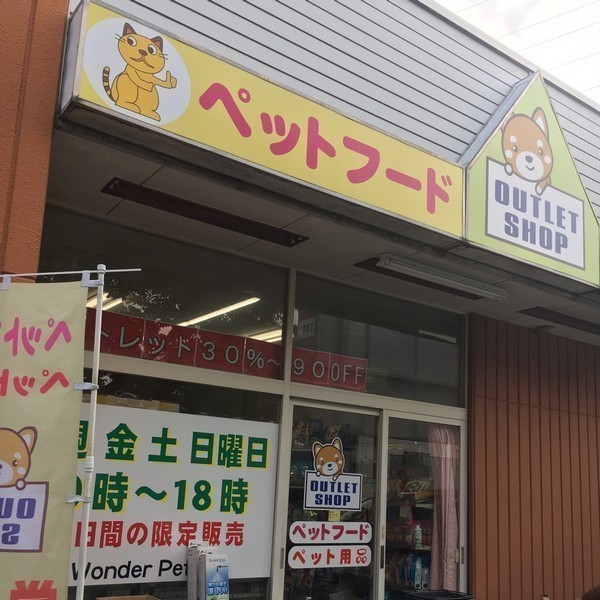 ペットフード
OUTLET
SHOP
トレッド30%~90OFF
週金土日曜日
時～18時
日間の限定販売
Wonder Pet
OUTLET
SHOP
ペットフード
ペット用品